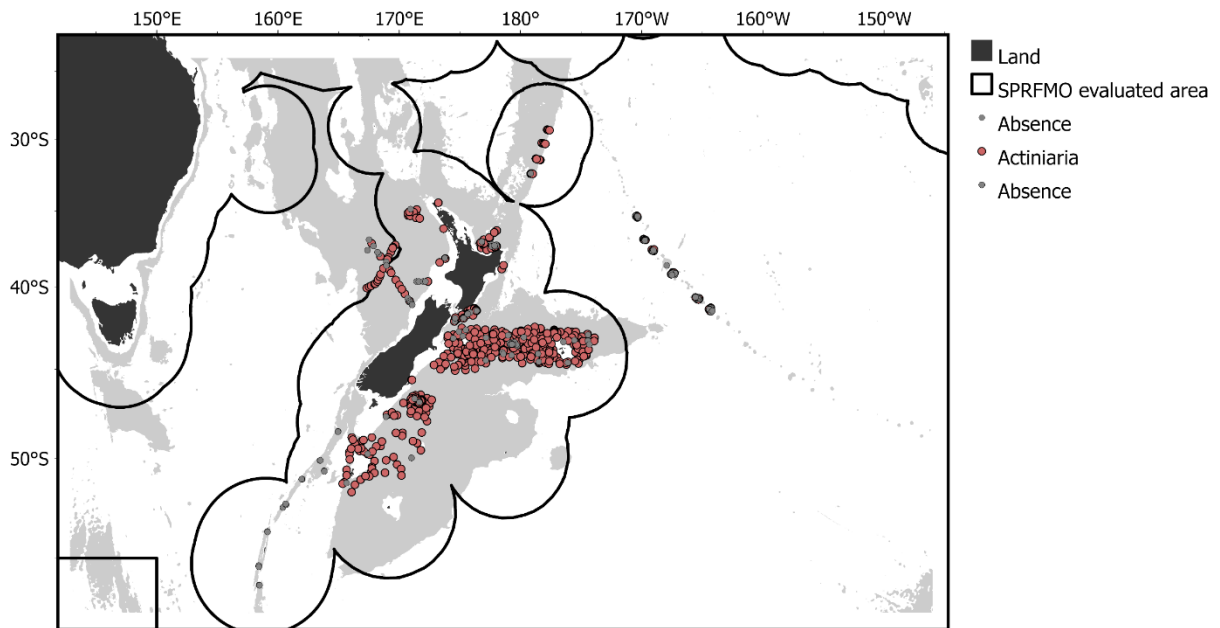 150°E 160°E 170°E 180° 170°W 160°W 150°W
30°S
40°S
50°S
Land
SPRFMO evaluated area
Absence
Actiniaria
Absence